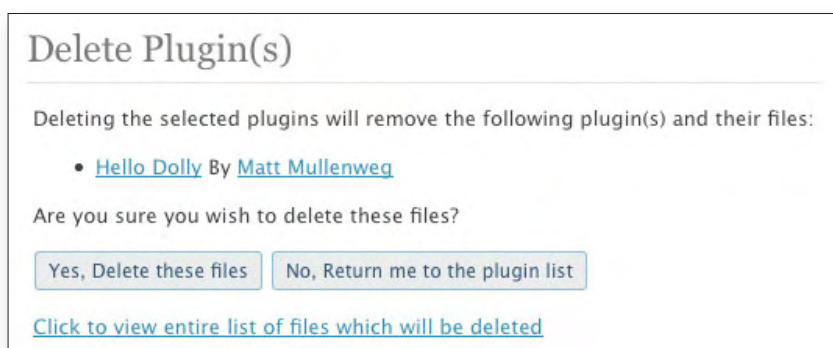 Delete Plugin(s)
Deleting the selected plugins will remove the following plugin(s) and their files:
• Hello Dolly By Matt Mullenweg
Are you sure you wish to delete these files?
Yes, Delete these files No, Return me to the plugin list
Click to view entire list of files which will be deleted